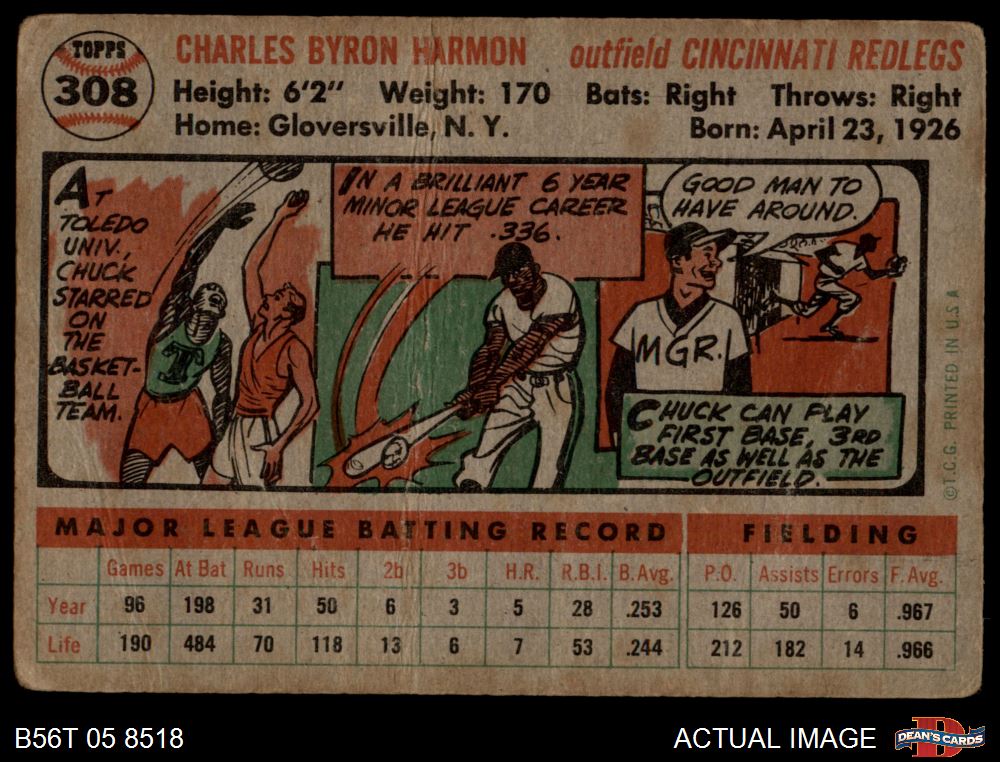 TOPPS
308
CHARLES BYRON HARMON outfield CINCINNATI REDLEGS
Height: 6'2" Weight: 170 Bats: Right Throws: Right
Home: Gloversville, N. Y. Born: April 23, 1926
AT
TOLEDO
UNIV.,
CHUCK
STARRED
ON
THE
BASKET-
BALL
TEAM.
T
IN A BRILLIANT 6 YEAR
MINOR LEAGUE CAREER
HE HIT .336.
GOOD MAN TO
HAVE AROUND.
MGR.
CHUCK CAN PLAY
FIRST BASE, 3RD
BASE AS WELL AS THE
OUTFIELD.
©T.C.G. PRINTED IN U.S.A
MAJOR LEAGUE BATTING RECORD FIELDING
Games At Bat Runs Hits 2b 3b H.R. R.B.I. B.Avg. P.O. Assists Errors F. Avg.
Year 96 198 31 50 6 3 5 28 .253 126 50 6 .967
Life 190 484 70 118 13 6 7 53 .244 212 182 14 .966
B56T 05 8518 ACTUAL IMAGE DEAN'S CARDS